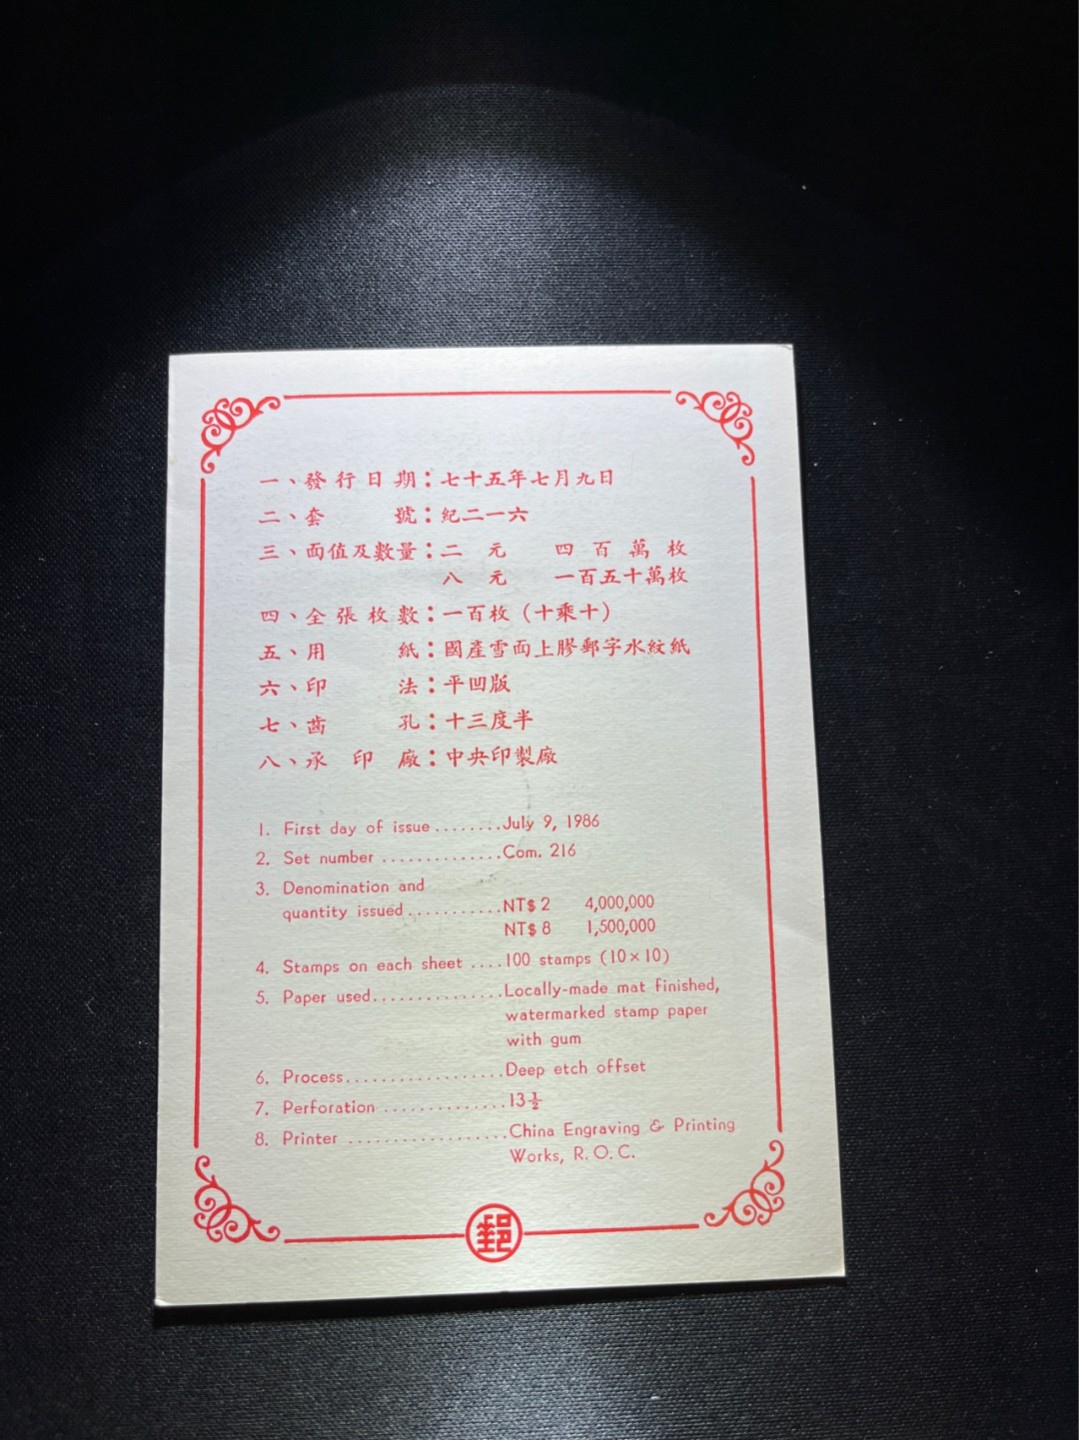 一、發行日期：七十五年七月九日
二、套號：紀二一六
三、面值及數量：二元 四百萬枚
八元 一百五十萬枚
四、全張枚數：一百枚（十乘十）
五、用紙：國產雪面上膠郵字水紋紙
六、印法：平凹版
七、齒孔：十三度半
八、承印廠：中央印製廠
1. First day of issue........July 9, 1986
2. Set number ..............Com. 216
3. Denomination and
quantity issued...........NT$ 2 4,000,000
NT$ 8 1,500,000
4. Stamps on each sheet ....100 stamps (10×10)
5. Paper used...............Locally-made mat finished,
watermarked stamp paper
with gum
6. Process..................Deep etch offset
7. Perforation ..............13½
8. Printer ..................China Engraving & Printing
Works, R.O.C.
郵